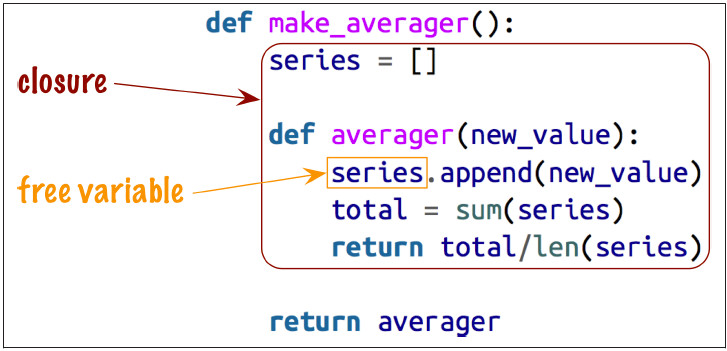 def make_averager():
series = []
closure
def averager(new_value):
series.append(new_value)
free variable
total = sum(series)
return total/len(series)
return averager